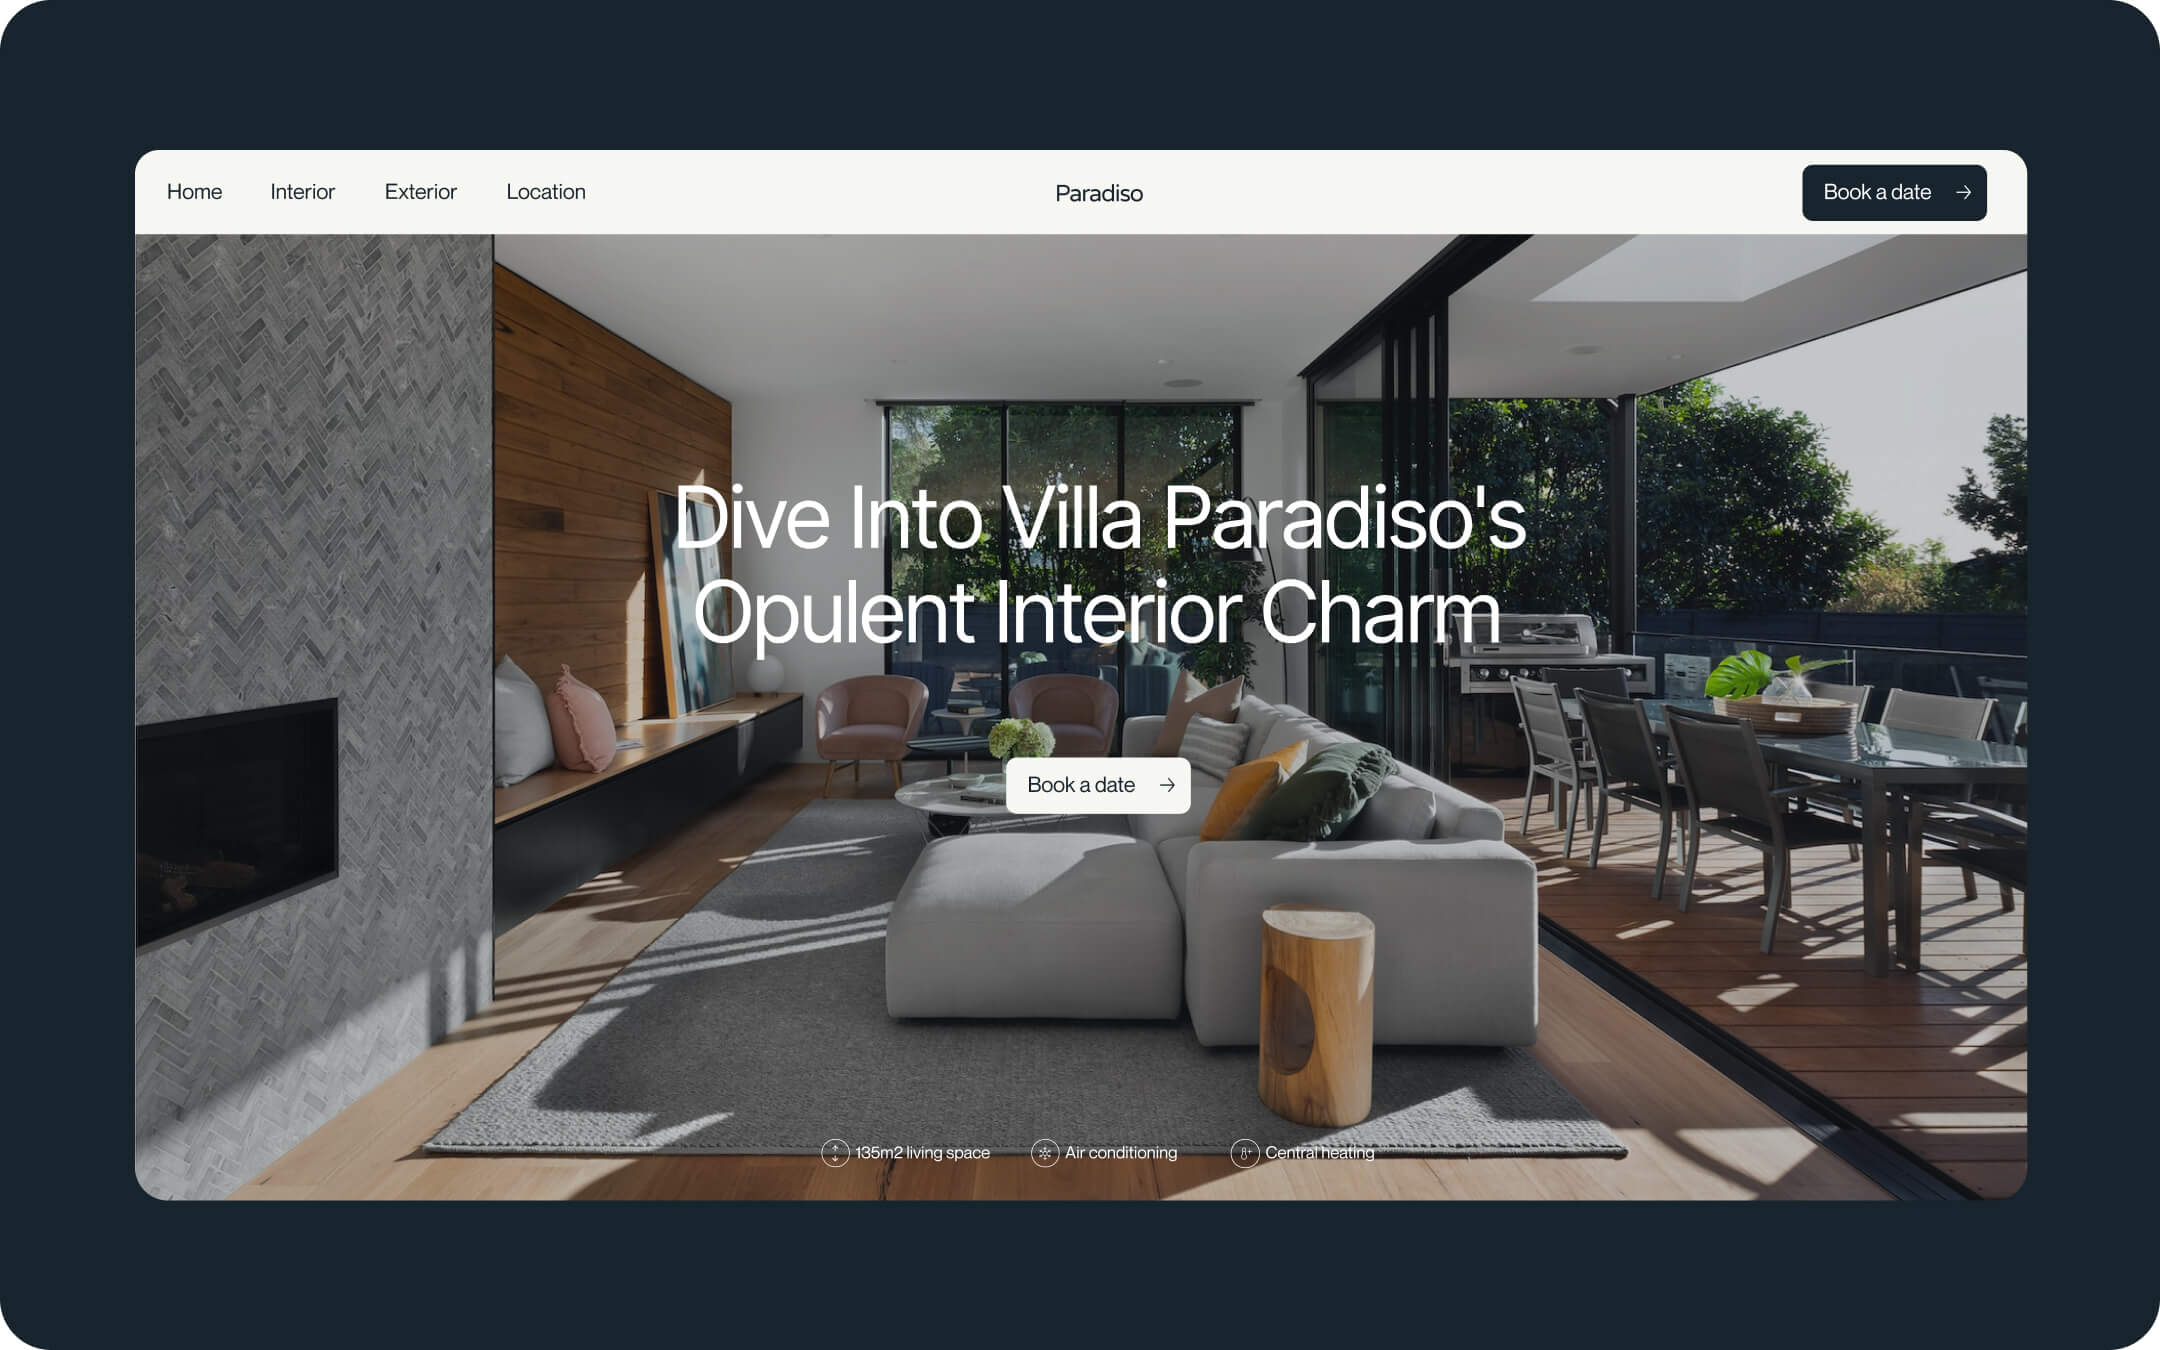 Home
Interior
Exterior
Location
Paradiso
Book a date
Dive Into Villa Paradiso's
Opulent Interior Charm
Book a date
135m2 living space
Air conditioning
Central heating